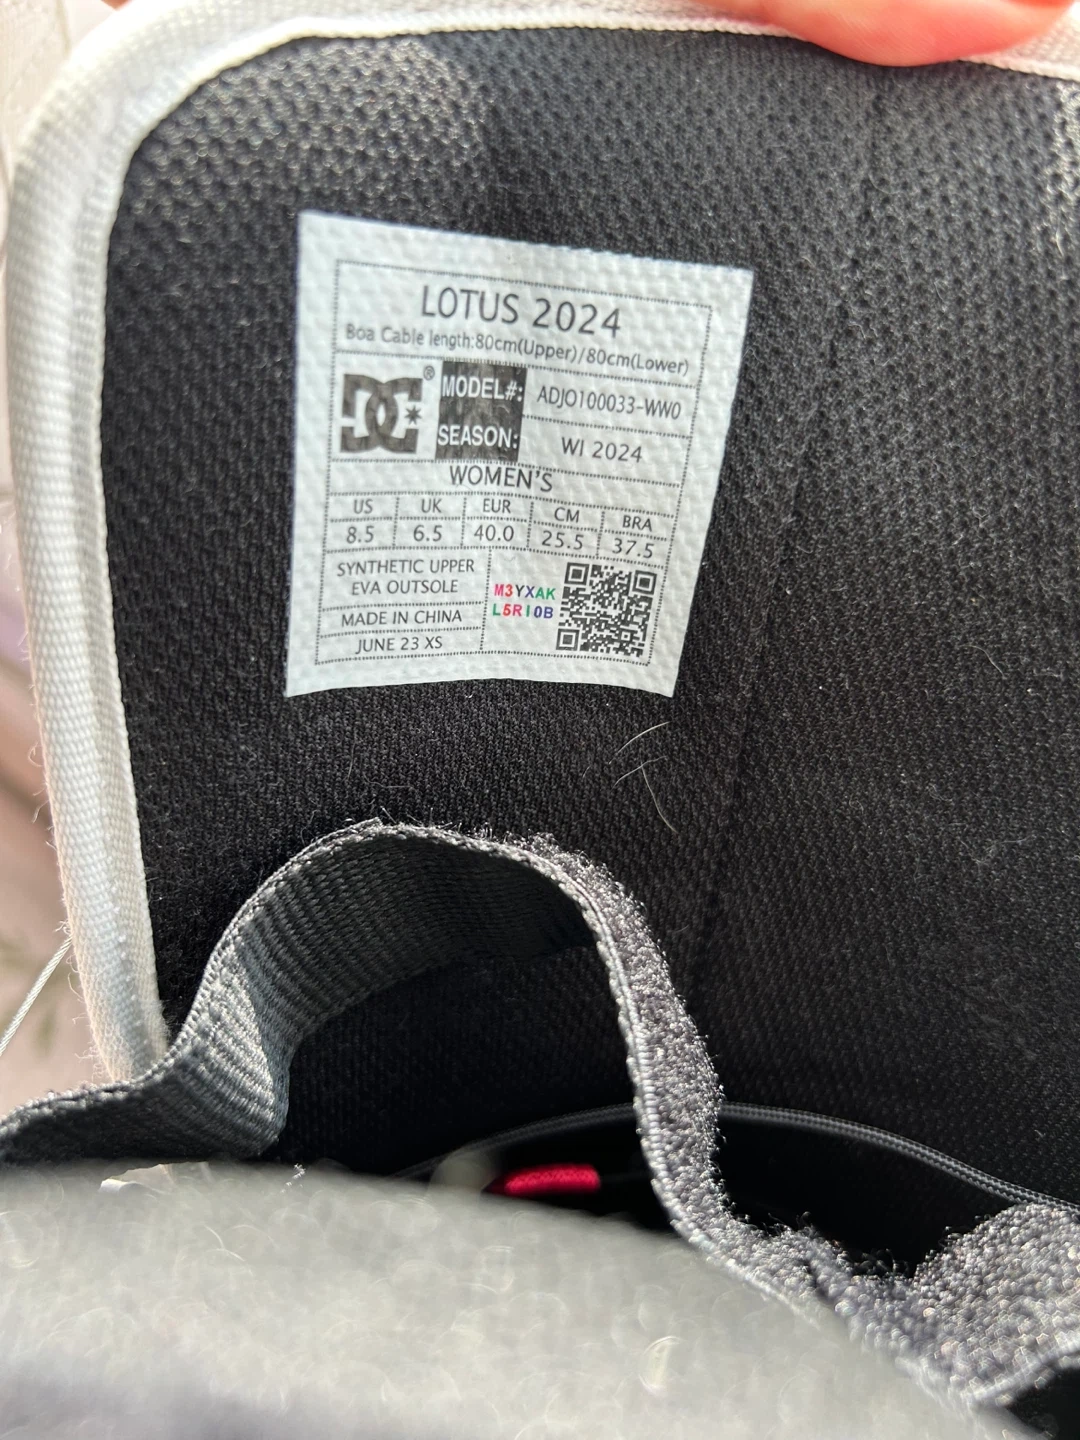 LOTUS 2024
Boa Cable length:80cm(Upper)/80cm(Lower)
DC® MODEL#: ADJO100033-WW0
SEASON: WI 2024
WOMEN'S
US UK EUR CM BRA
8.5 6.5 40.0 25.5 37.5
SYNTHETIC UPPER
EVA OUTSOLE
M3YXAK
L5RI0B
MADE IN CHINA
JUNE 23 XS